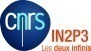 cnrs
IN2P3
Les deux infinis